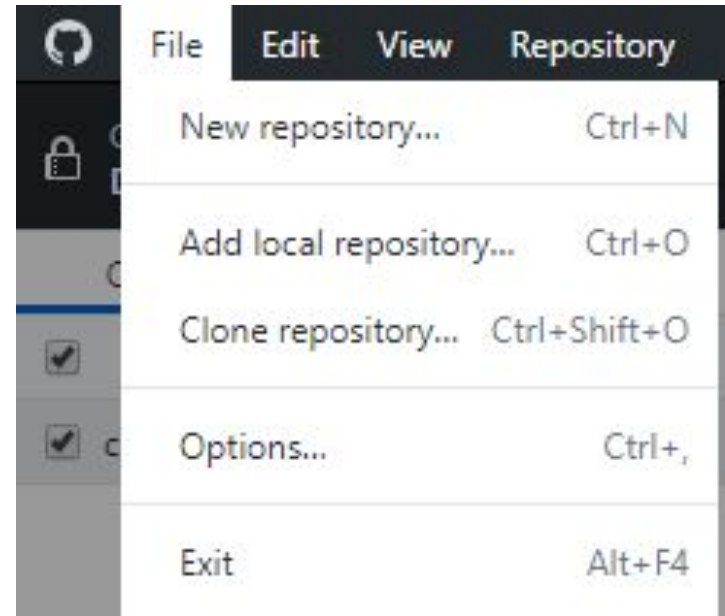 File Edit View Repository
New repository... Ctrl+N
Add local repository... Ctrl+O
Clone repository... Ctrl+Shift+O
Options... Ctrl+,
Exit Alt+F4